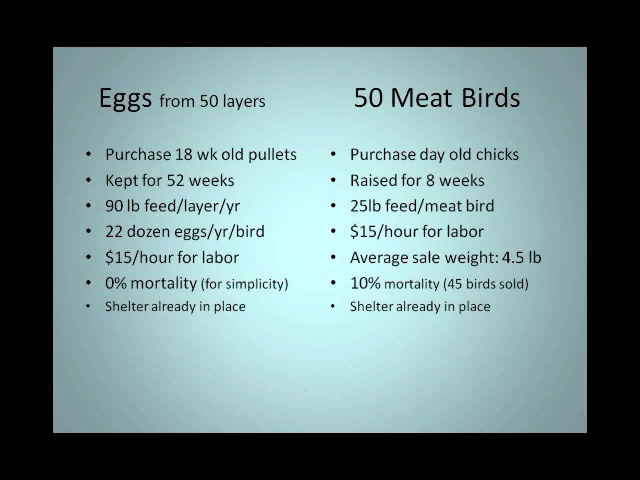 Eggs from 50 layers
• Purchase 18 wk old pullets
• Kept for 52 weeks
• 90 lb feed/layer/yr
• 22 dozen eggs/yr/bird
• $15/hour for labor
• 0% mortality (for simplicity)
• Shelter already in place
50 Meat Birds
• Purchase day old chicks
• Raised for 8 weeks
• 25lb feed/meat bird
• $15/hour for labor
• Average sale weight: 4.5 lb
• 10% mortality (45 birds sold)
• Shelter already in place